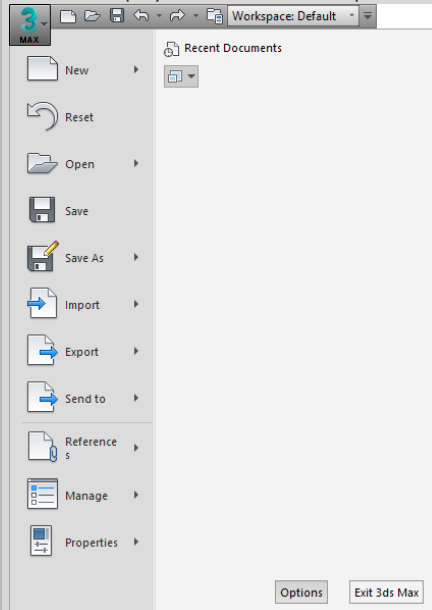 3
MAX
Workspace: Default
Recent Documents
New
Reset
Open
Save
Save As
Import
Export
Send to
Reference
s
Manage
Properties
Options
Exit 3ds Max